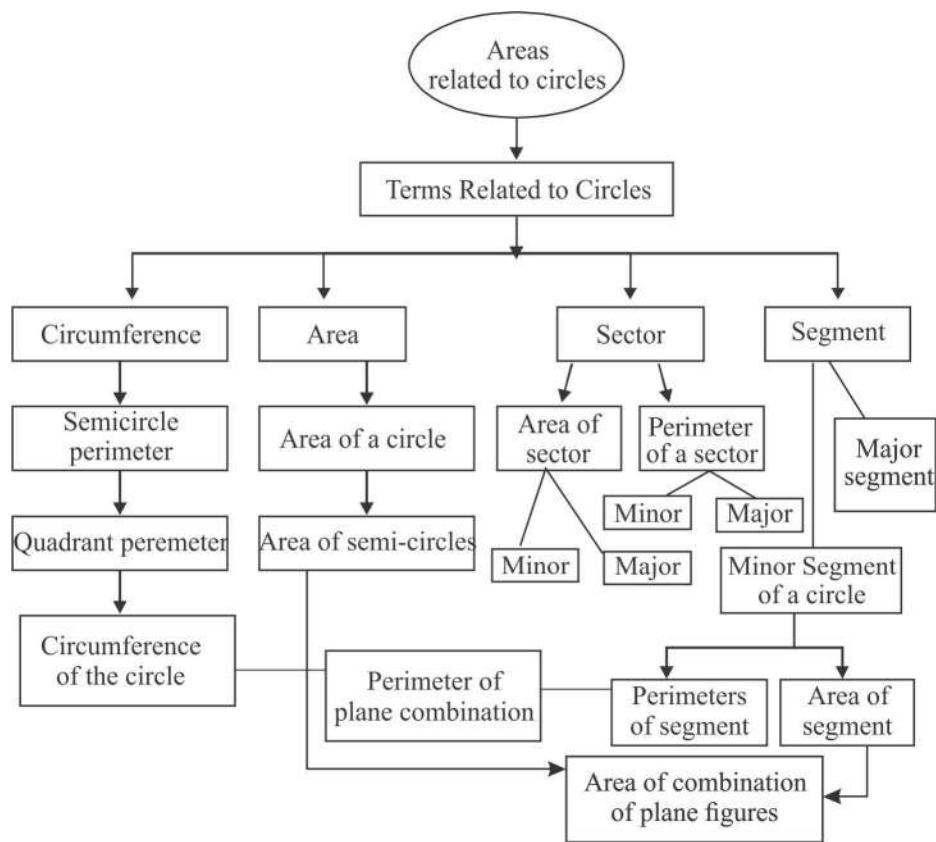 Areas
related to circles
Terms Related to Circles
Circumference
Area
Sector
Segment
Semicircle
perimeter
Area of a circle
Area of
sector
Perimeter
of a sector
Major
segment
Minor
Major
Quadrant peremeter
Area of semi-circles
Minor
Major
Minor Segment
of a circle
Circumference
of the circle
Perimeter of
plane combination
Perimeters
of segment
Area of
segment
Area of combination
of plane figures